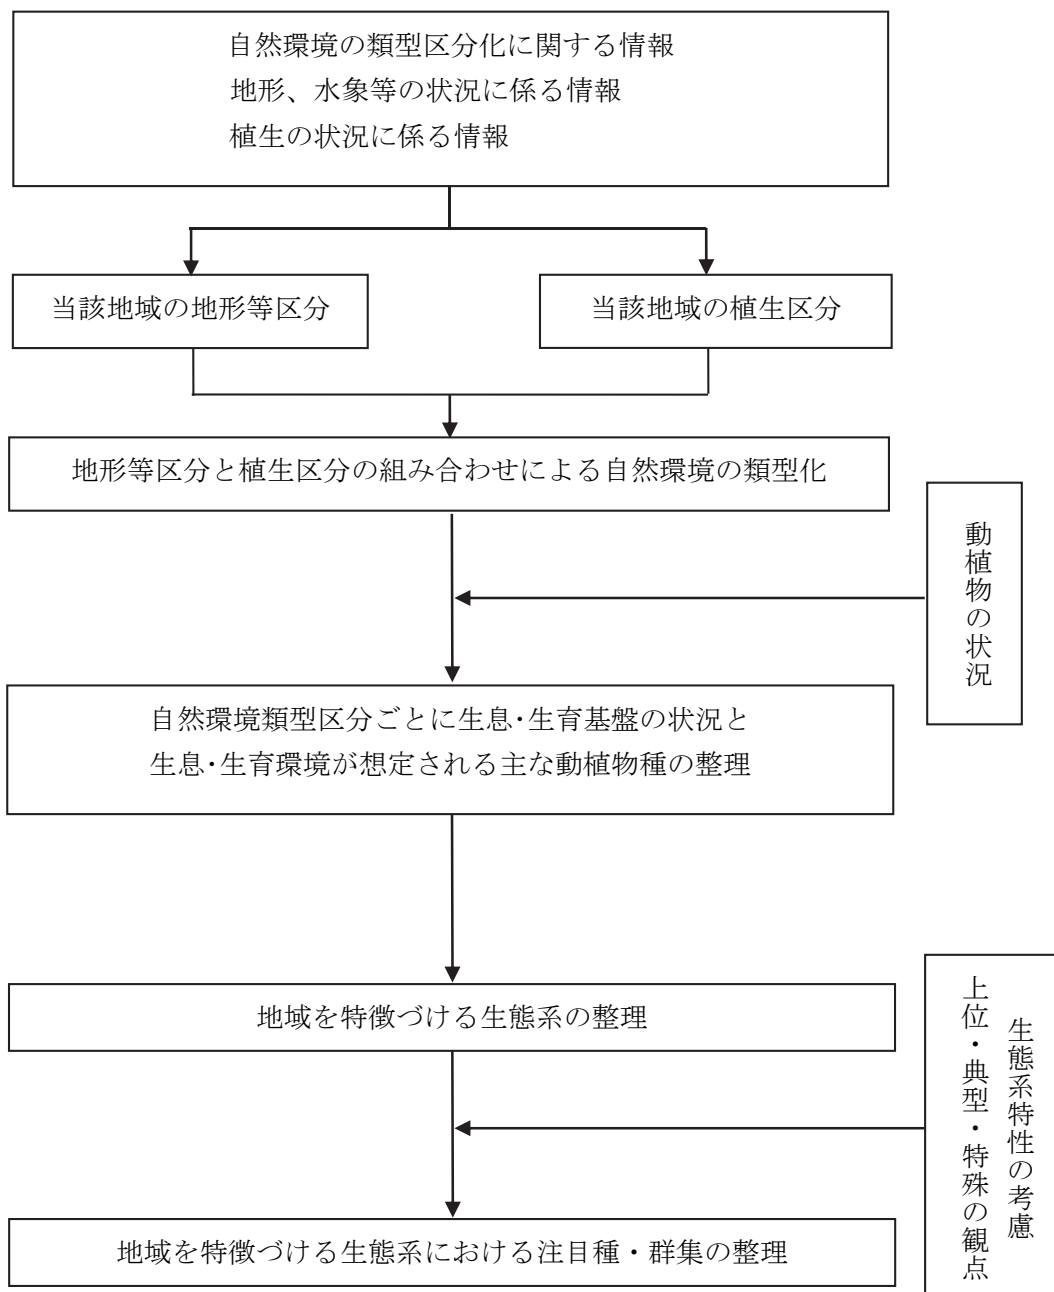 自然環境の類型区分化に関する情報
地形、水象等の状況に係る情報
植生の状況に係る情報
当該地域の地形等区分
当該地域の植生区分
地形等区分と植生区分の組み合わせによる自然環境の類型化
動植物の状況
自然環境類型区分ごとに生息･生育基盤の状況と
生息･生育環境が想定される主な動植物種の整理
地域を特徴づける生態系の整理
生態系特性の考慮
上位・典型・特殊の観点
地域を特徴づける生態系における注目種・群集の整理